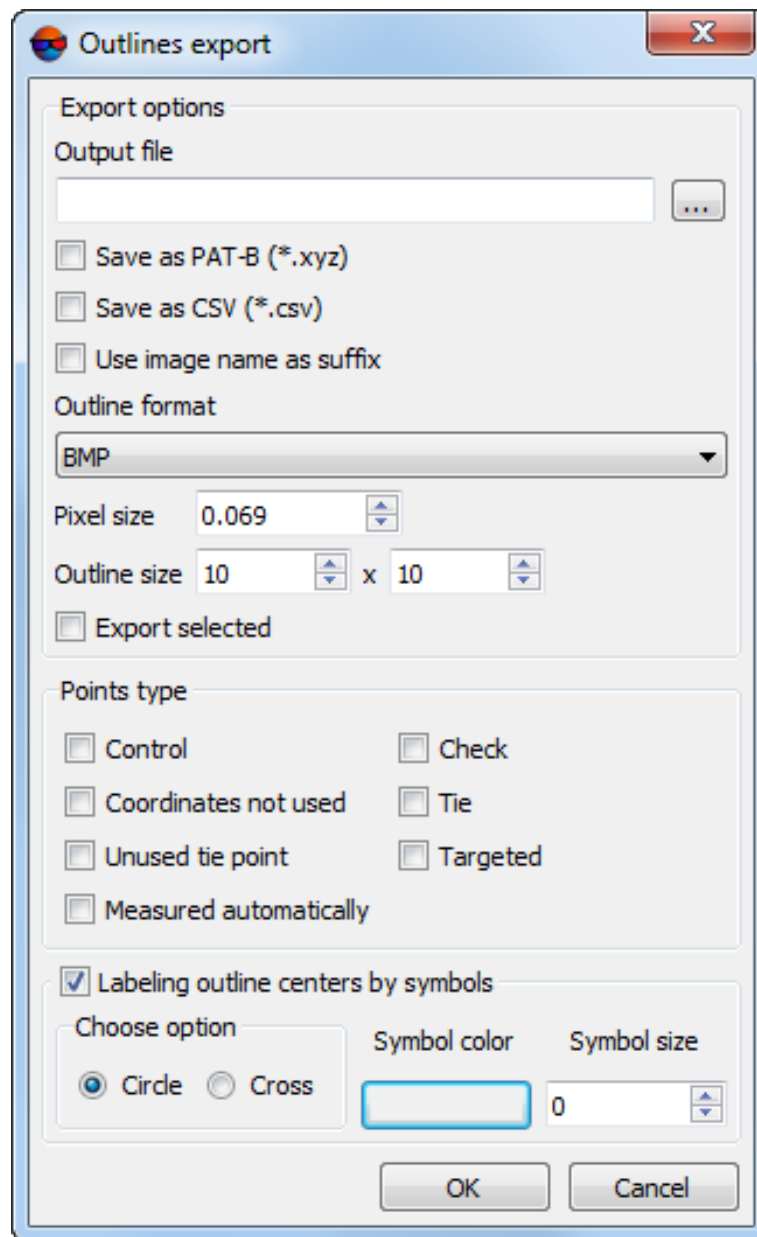 Outlines export
Export options
Output file
...
Save as PAT-B (*.xyz)
Save as CSV (*.csv)
Use image name as suffix
Outline format
BMP
Pixel size 0.069
Outline size 10 x 10
Export selected
Points type
Control Check
Coordinates not used Tie
Unused tie point Targeted
Measured automatically
Labeling outline centers by symbols
Choose option Symbol color Symbol size
Circle Cross 0
OK Cancel